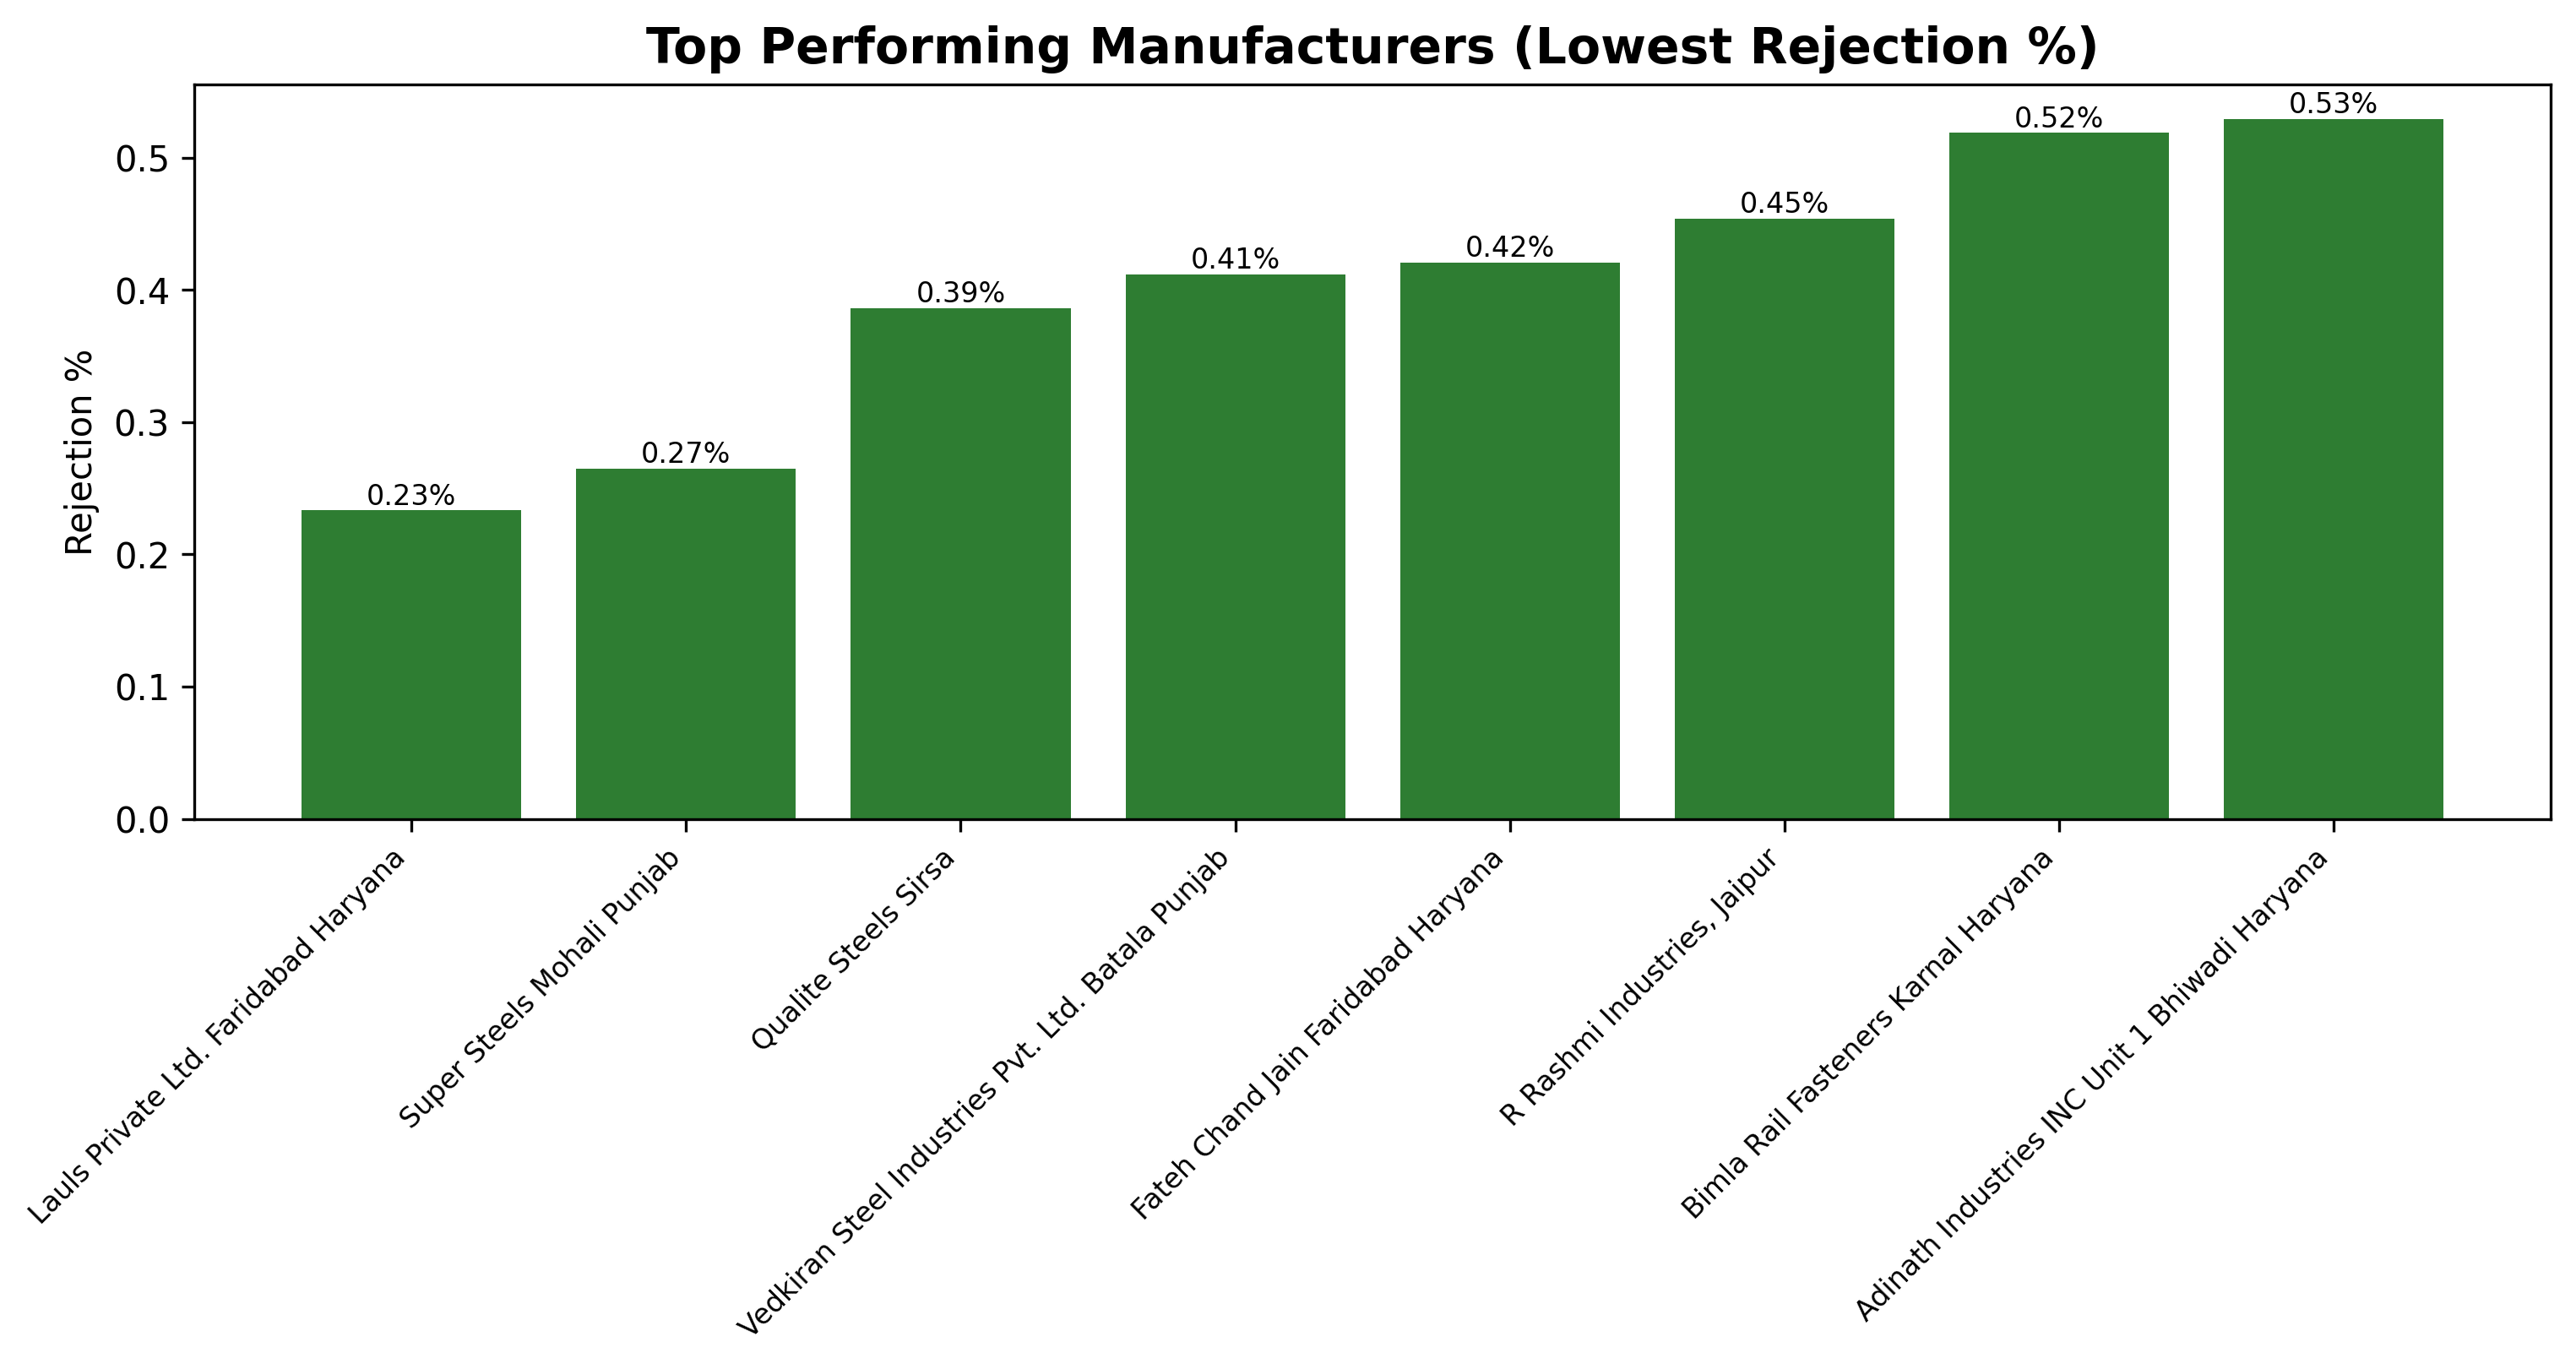 Top Performing Manufacturers (Lowest Rejection %)
Rejection %
0.5
0.4
0.3
0.2
0.1
0.0
0.23%
0.27%
0.39%
0.41%
0.42%
0.45%
0.52%
0.53%
Lauls Private Ltd. Faridabad Haryana
Super Steels Mohali Punjab
Qualite Steels Sirsa
Vedkiran Steel Industries Pvt. Ltd. Batala Punjab
Fateh Chand Jain Faridabad Haryana
R Rashmi Industries, Jaipur
Bimla Rail Fasteners Karnal Haryana
Adinath Industries INC Unit 1 Bhiwadi Haryana